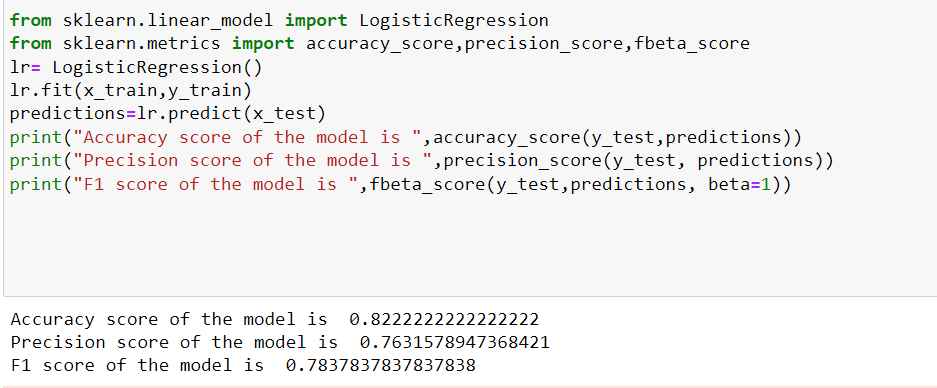 from sklearn.linear_model import LogisticRegression
from sklearn.metrics import accuracy_score,precision_score,fbeta_score
lr= LogisticRegression()
lr.fit(x_train,y_train)
predictions=lr.predict(x_test)
print("Accuracy score of the model is ",accuracy_score(y_test,predictions))
print("Precision score of the model is ",precision_score(y_test, predictions))
print("F1 score of the model is ",fbeta_score(y_test,predictions, beta=1))
Accuracy score of the model is  0.8222222222222222
Precision score of the model is  0.7631578947368421
F1 score of the model is  0.7837837837837838